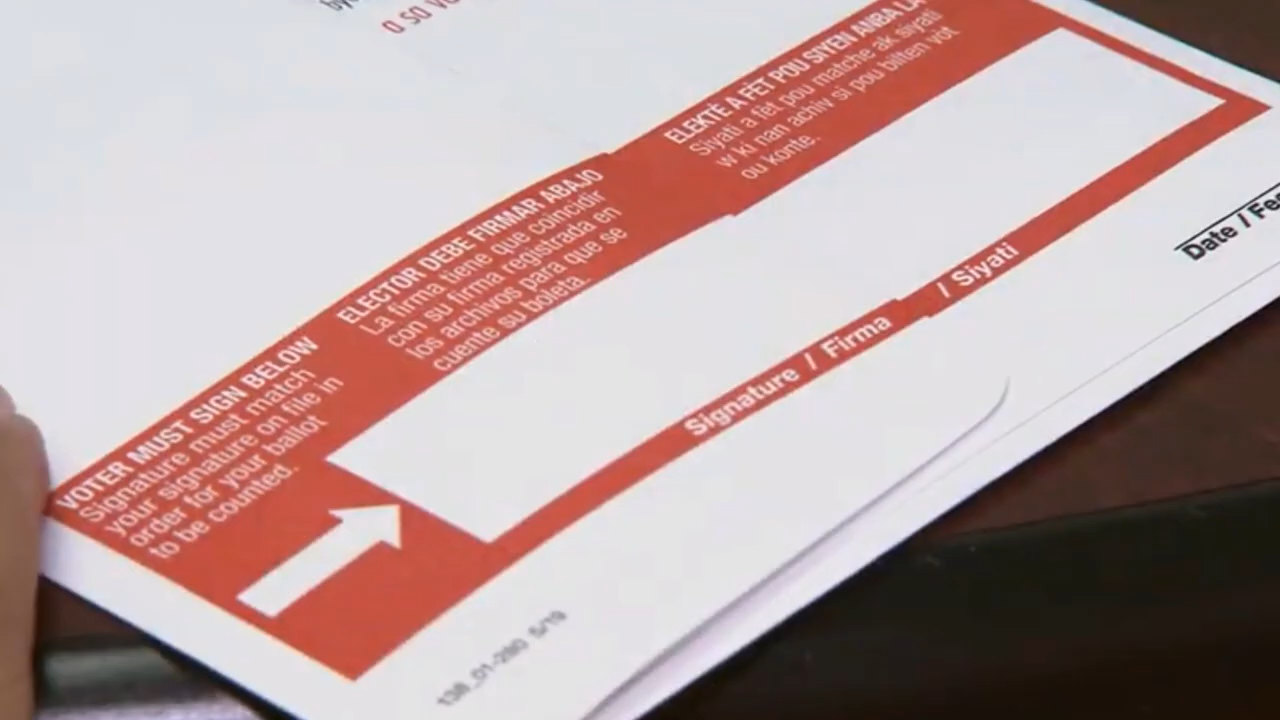 VOTER MUST SIGN BELOW
Signature must match
your signature on file in
order for your ballot
to be counted.
ELECTOR DEBE FIRMAR ABAJO
La firma tiene que coincidir
con su firma registrada en
los archivos para que se
cuente su boleta.
ELEKTÈ A FÈT POU SIYEN ANBA LA
Siyati a fèt pou matche ak siyati
w ki nan achiv si pou bilten vòt
ou konte.
Signature / Firma / Siyati
Date /
138_01-280 5/19